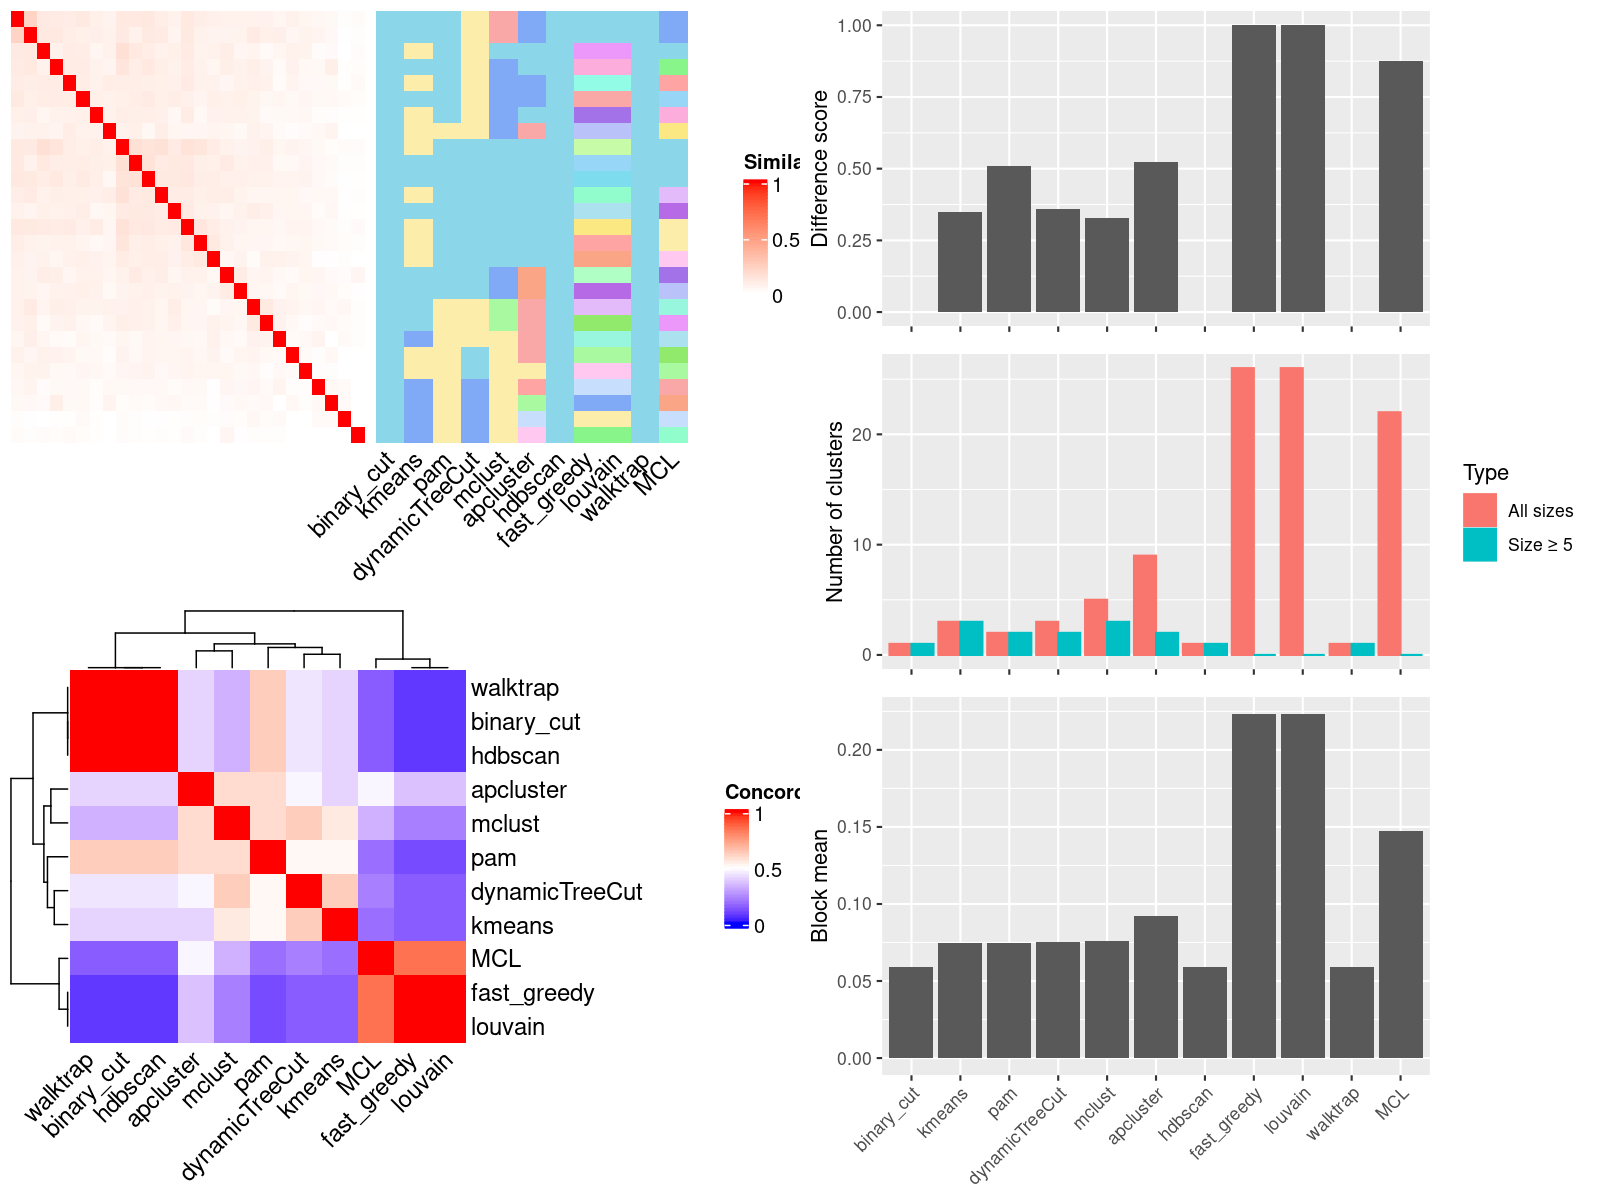 Simila
1
0.5
0
binary_cut
kmeans
pam
dynamicTreeCut
mclust
apcluster
hdbscan
fast_greedy
louvain
walktrap
MCL
walktrap
binary_cut
hdbscan
apcluster
mclust
pam
dynamicTreeCut
kmeans
MCL
fast_greedy
louvain
walktrap
binary_cut
hdbscan
apcluster
mclust
pam
dynamicTreeCut
kmeans
MCL
fast_greedy
louvain
Concord
1
0.5
0
Difference score
1.00
0.75
0.50
0.25
0.00
Number of clusters
20
10
0
Type
All sizes
Size ≥ 5
Block mean
0.20
0.15
0.10
0.05
0.00
binary_cut
kmeans
pam
dynamicTreeCut
mclust
apcluster
hdbscan
fast_greedy
louvain
walktrap
MCL